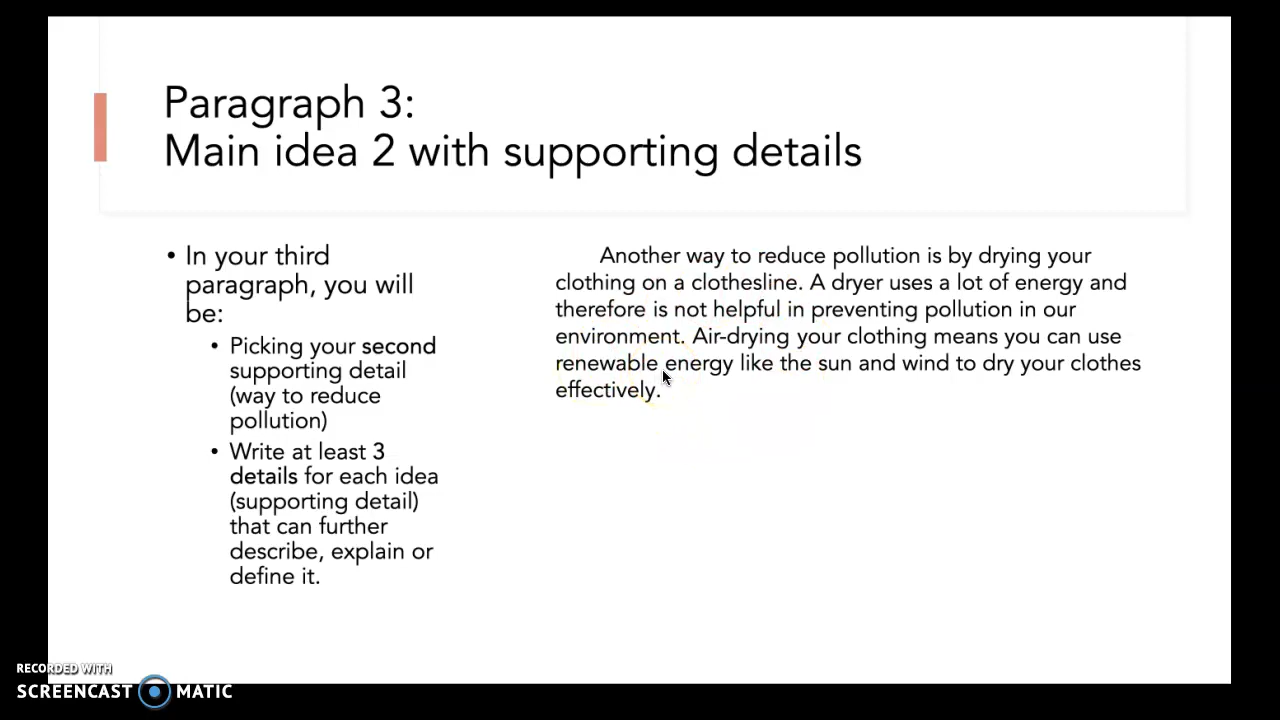 Paragraph 3:
Main idea 2 with supporting details
• In your third
paragraph, you will
be:
• Picking your second
supporting detail
(way to reduce
pollution)
• Write at least 3
details for each idea
(supporting detail)
that can further
describe, explain or
define it.
Another way to reduce pollution is by drying your
clothing on a clothesline. A dryer uses a lot of energy and
therefore is not helpful in preventing pollution in our
environment. Air-drying your clothing means you can use
renewable energy like the sun and wind to dry your clothes
effectively.
RECORDED WITH
SCREENCAST MATIC